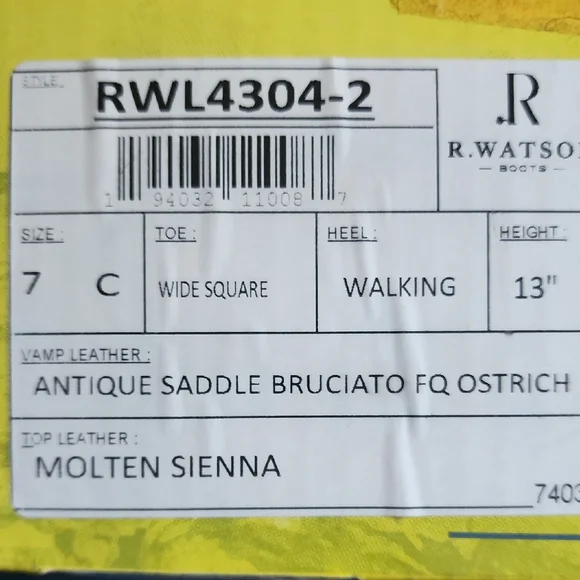 STYLE:
RWL4304-2
1 94032 11008 7
R
R.WATSO
— BOOTS —
SIZE :
7 C
TOE :
WIDE SQUARE
HEEL :
WALKING
HEIGHT :
13"
VAMP LEATHER :
ANTIQUE SADDLE BRUCIATO FQ OSTRICH
TOP LEATHER :
MOLTEN SIENNA
7403